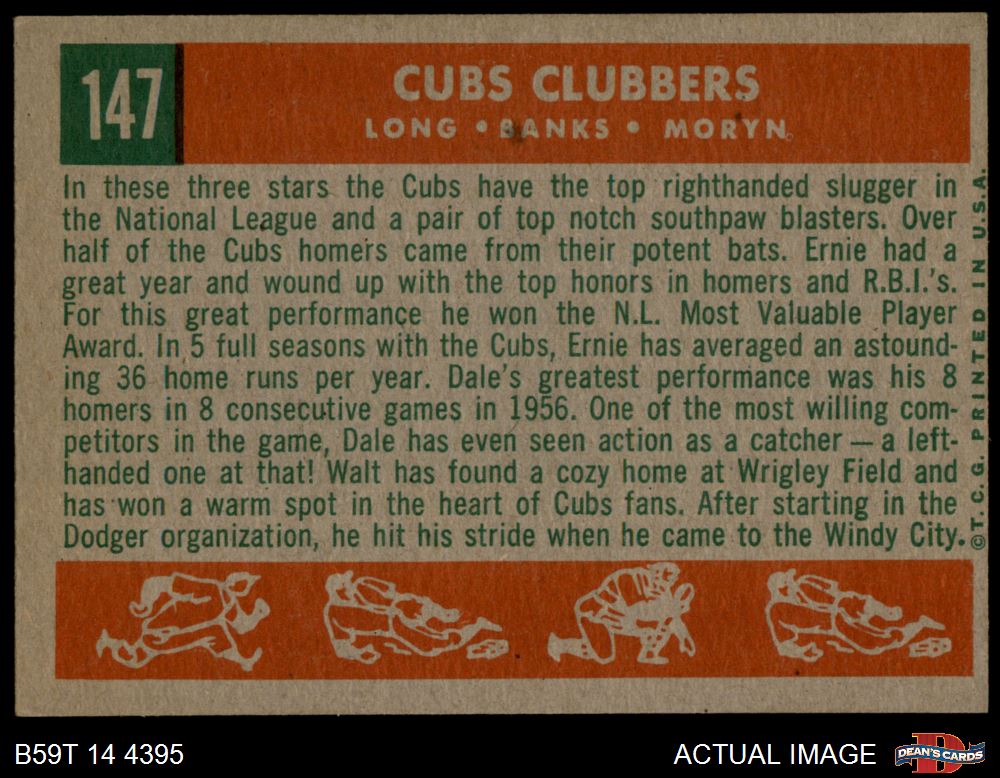 147
CUBS CLUBBERS
LONG • BANKS • MORYN
In these three stars the Cubs have the top righthanded slugger in
the National League and a pair of top notch southpaw blasters. Over
half of the Cubs homers came from their potent bats. Ernie had a
great year and wound up with the top honors in homers and R.B.I.'s.
For this great performance he won the N.L. Most Valuable Player
Award. In 5 full seasons with the Cubs, Ernie has averaged an astound-
ing 36 home runs per year. Dale's greatest performance was his 8
homers in 8 consecutive games in 1956. One of the most willing com-
petitors in the game, Dale has even seen action as a catcher — a left-
handed one at that! Walt has found a cozy home at Wrigley Field and
has won a warm spot in the heart of Cubs fans. After starting in the
Dodger organization, he hit his stride when he came to the Windy City.
©T.C.G. PRINTED IN U.S.A.
B59T 14 4395
ACTUAL IMAGE
DEAN'S CARDS